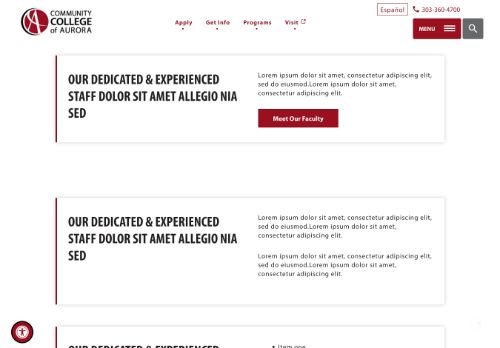 COMMUNITY
COLLEGE
of AURORA
Español
303-360-4700
Apply
Get Info
Programs
Visit
MENU
OUR DEDICATED & EXPERIENCED
STAFF DOLOR SIT AMET ALLEGIO NIA
SED
Lorem ipsum dolor sit amet, consectetur adipiscing elit,
sed do eiusmod.Lorem ipsum dolor sit amet,
consectetur adipiscing elit.
Meet Our Faculty
OUR DEDICATED & EXPERIENCED
STAFF DOLOR SIT AMET ALLEGIO NIA
SED
Lorem ipsum dolor sit amet, consectetur adipiscing elit,
sed do eiusmod.Lorem ipsum dolor sit amet,
consectetur adipiscing elit.
Lorem ipsum dolor sit amet, consectetur adipiscing elit,
sed do eiusmod.Lorem ipsum dolor sit amet,
consectetur adipiscing elit.
OUR DEDICATED & EXPERIENCED
Item one